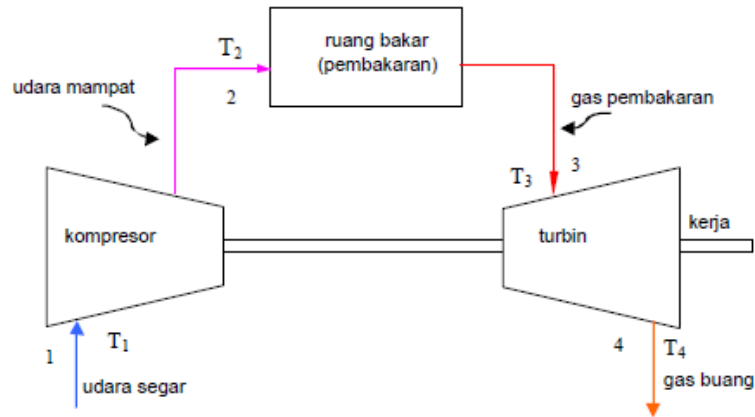 ruang bakar
(pembakaran)
T2
udara mampat
2
gas pembakaran
3
T3
kompresor
turbin
kerja
1
T1
4
T4
udara segar
gas buang